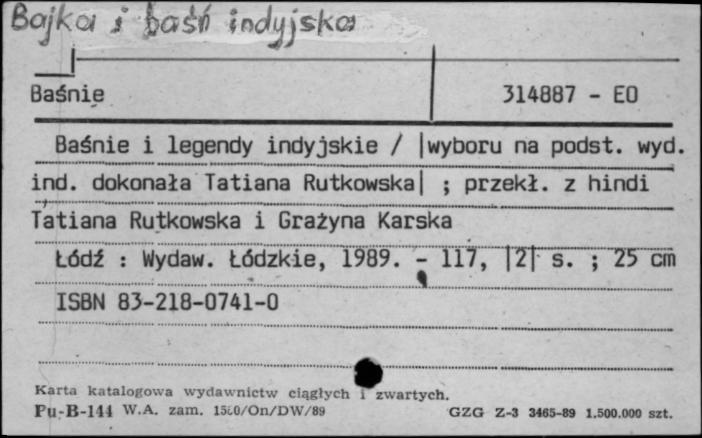 Bajka i baśń indyjska
Baśnie 314887 - EO
Baśnie i legendy indyjskie / |wyboru na podst. wyd.
ind. dokonała Tatiana Rutkowska| ; przekł. z hindi
Tatiana Rutkowska i Grażyna Karska
Łódź : Wydaw. Łódzkie, 1989. - 117, |2| s. ; 25 cm
ISBN 83-218-0741-0
Karta katalogowa wydawnictw ciągłych i zwartych.
Pu-B-144 W.A. zam. /On/DW/89 GZG Z-3 3465-89 1.500.000 szt.